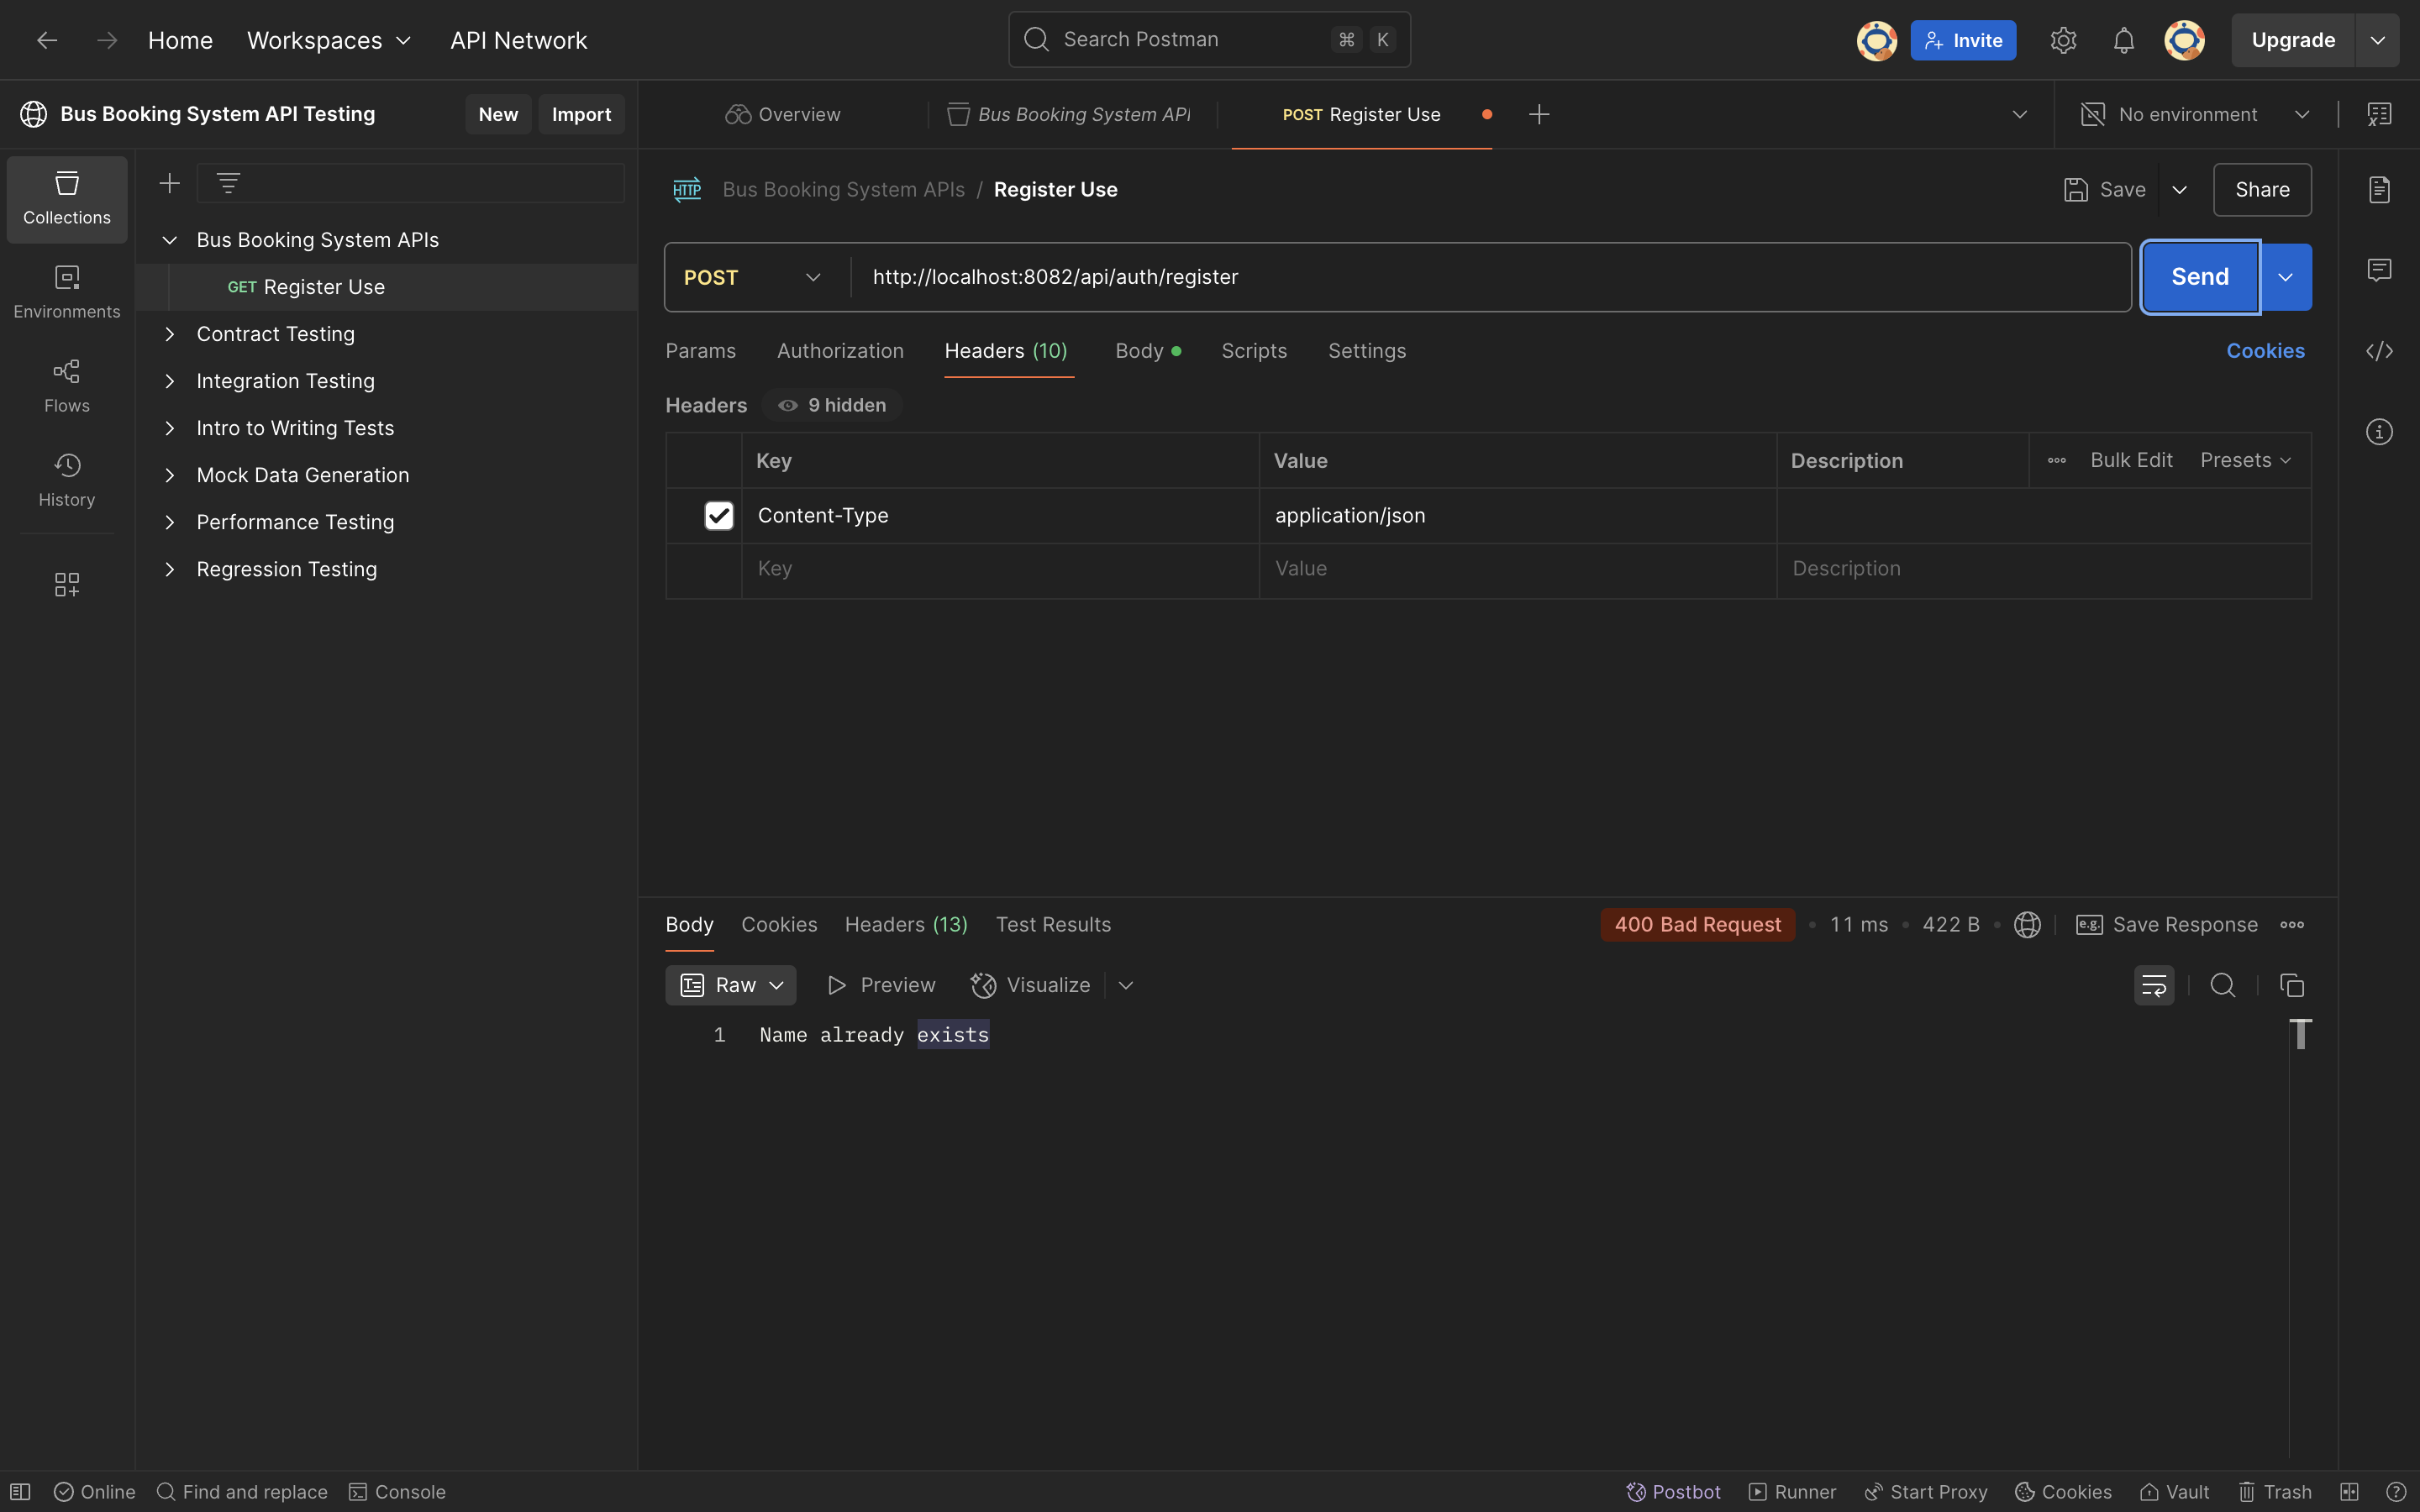 Home Workspaces API Network Search Postman ⌘ K Invite Upgrade
Bus Booking System API Testing New Import Overview Bus Booking System API POST Register Use No environment
Collections
Environments
Flows
History
Bus Booking System APIs
GET Register Use
Contract Testing
Integration Testing
Intro to Writing Tests
Mock Data Generation
Performance Testing
Regression Testing
HTTP Bus Booking System APIs / Register Use Save Share
POST http://localhost:8082/api/auth/register Send
Params Authorization Headers (10) Body Scripts Settings Cookies
Headers 9 hidden
Key Value Description Bulk Edit Presets
Content-Type application/json
Key Value Description
Body Cookies Headers (13) Test Results 400 Bad Request • 11 ms • 422 B • e.g. Save Response
Raw Preview Visualize
1 Name already exists
Online Find and replace Console Postbot Runner Start Proxy Cookies Vault Trash